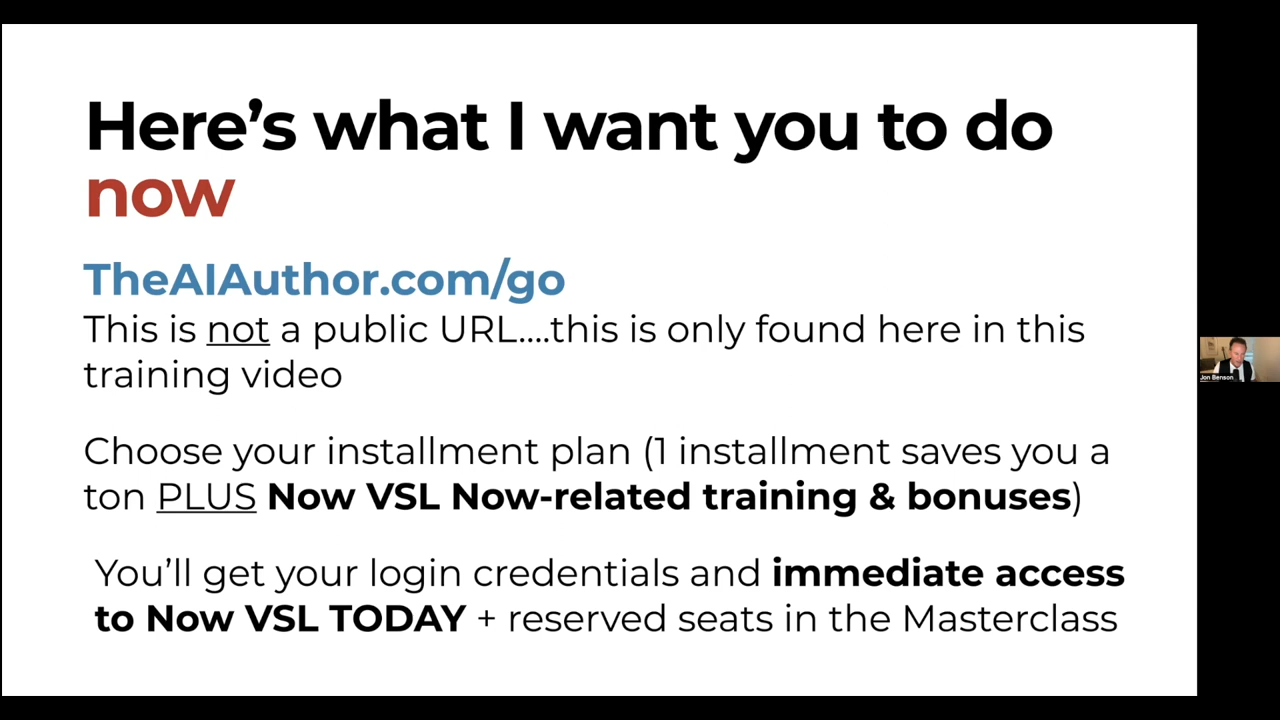 Here’s what I want you to do
now
TheAIAuthor.com/go
This is not a public URL....this is only found here in this
training video
Choose your installment plan (1 installment saves you a
ton PLUS Now VSL Now-related training & bonuses)
You’ll get your login credentials and immediate access
to Now VSL TODAY + reserved seats in the Masterclass
Jon Benson